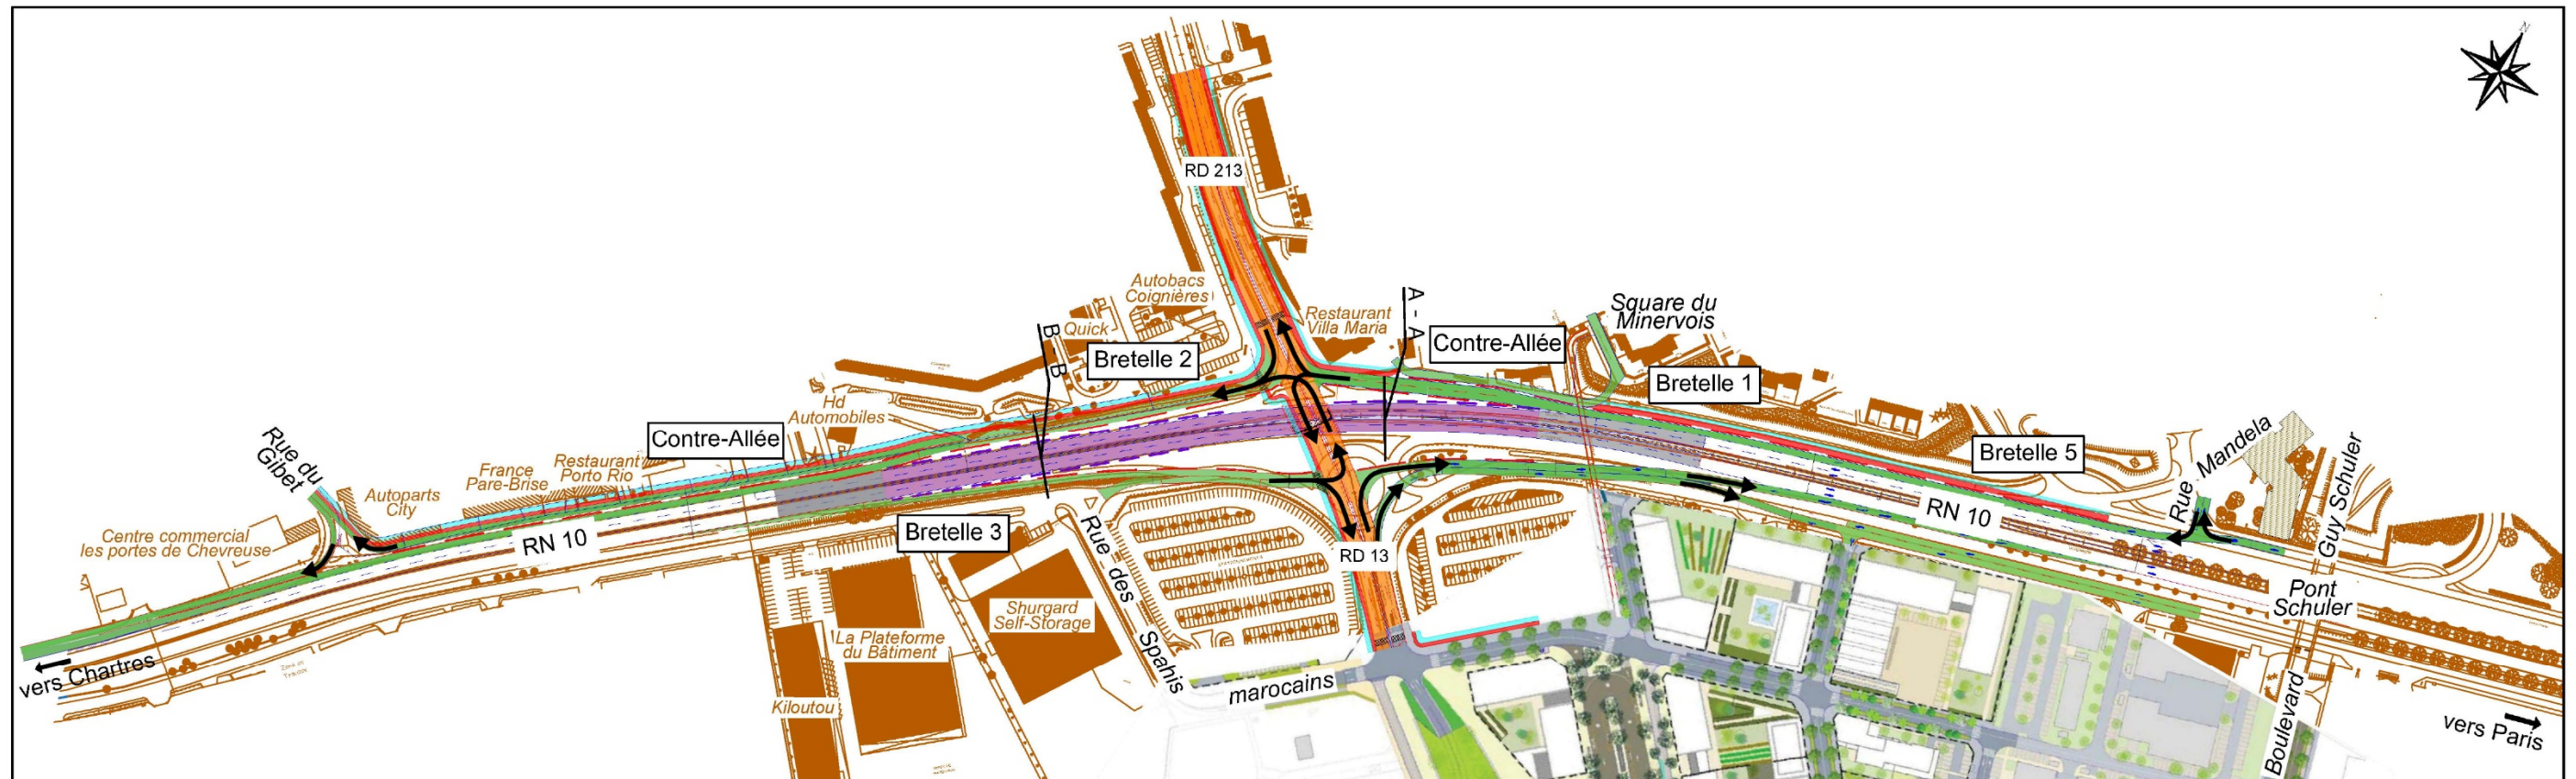 N
RD 213
Autobacs
Coignières
Quick
B - B
Bretelle 2
Restaurant
Villa Maria
A - A
Contre-Allée
Square du
Minervois
Bretelle 1
Hd
Automobiles
Contre-Allée
Rue du
Gibet
France
Pare-Brise
Restaurant
Porto Rio
Autoparts
City
Centre commercial
les portes de Chevreuse
RN 10
Bretelle 3
Rue des
Spahis
marocains
RD 13
Bretelle 5
RN 10
Rue Mandela
Guy Schuler
Pont
Schuler
Boulevard
Shurgard
Self-Storage
La Plateforme
du Bâtiment
Kiloutou
vers Chartres
vers Paris